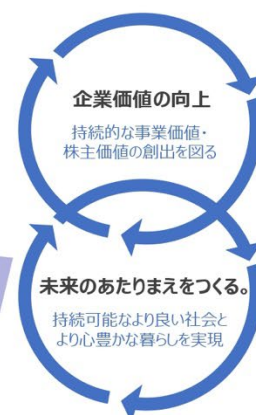 企業価値の向上
持続的な事業価値・
株主価値の創出を図る
未来のあたりまえをつくる。
持続可能なより良い社会と
より心豊かな暮らしを実現